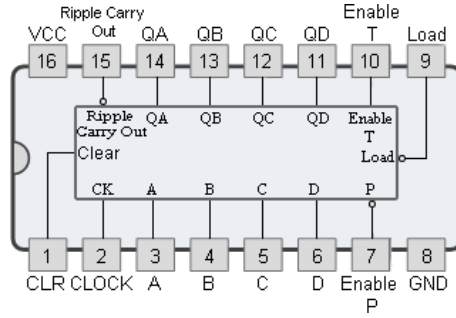 Ripple Carry Out
Enable
VCC QA QB QC QD T Load
16 15 14 13 12 11 10 9
Ripple Carry Out QA QB QC QD Enable T
Clear
Load
CK A B C D P
1 2 3 4 5 6 7 8
CLR CLOCK A B C D Enable P GND